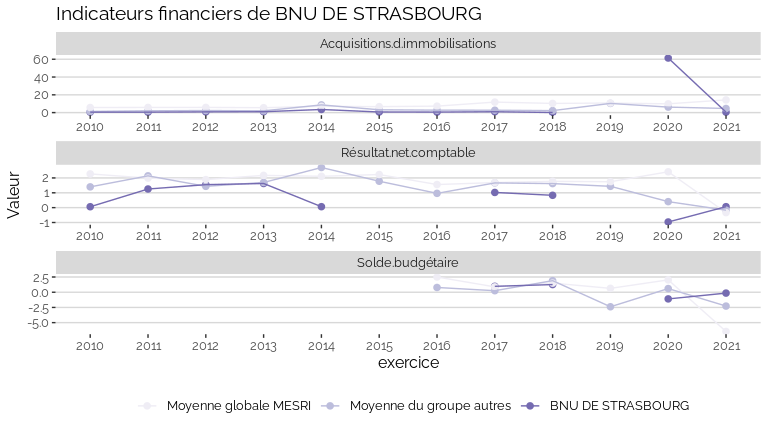 Indicateurs financiers de BNU DE STRASBOURG
Acquisitions.d.immobilisations
60
40
20
0
2010 2011 2012 2013 2014 2015 2016 2017 2018 2019 2020 2021
Résultat.net.comptable
2
1
0
-1
2010 2011 2012 2013 2014 2015 2016 2017 2018 2019 2020 2021
Valeur
Solde.budgétaire
2.5
0.0
-2.5
-5.0
2010 2011 2012 2013 2014 2015 2016 2017 2018 2019 2020 2021
exercice
Moyenne globale MESRI Moyenne du groupe autres BNU DE STRASBOURG